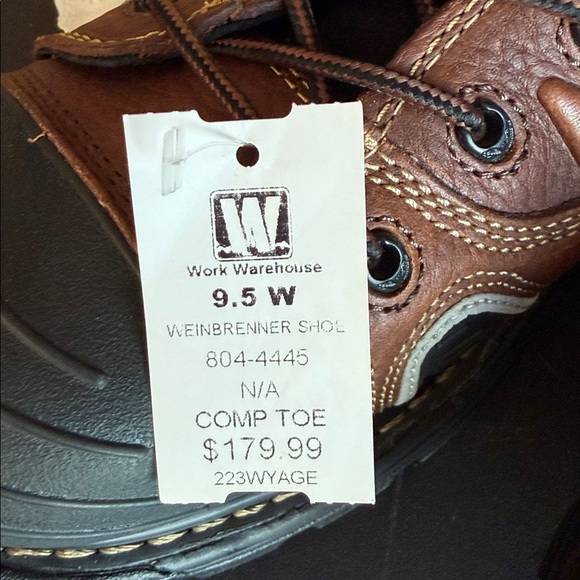 W
Work Warehouse
9.5 W
WEINBRENNER SHOE
804-4445
N/A
COMP TOE
$179.99
223WYAGE